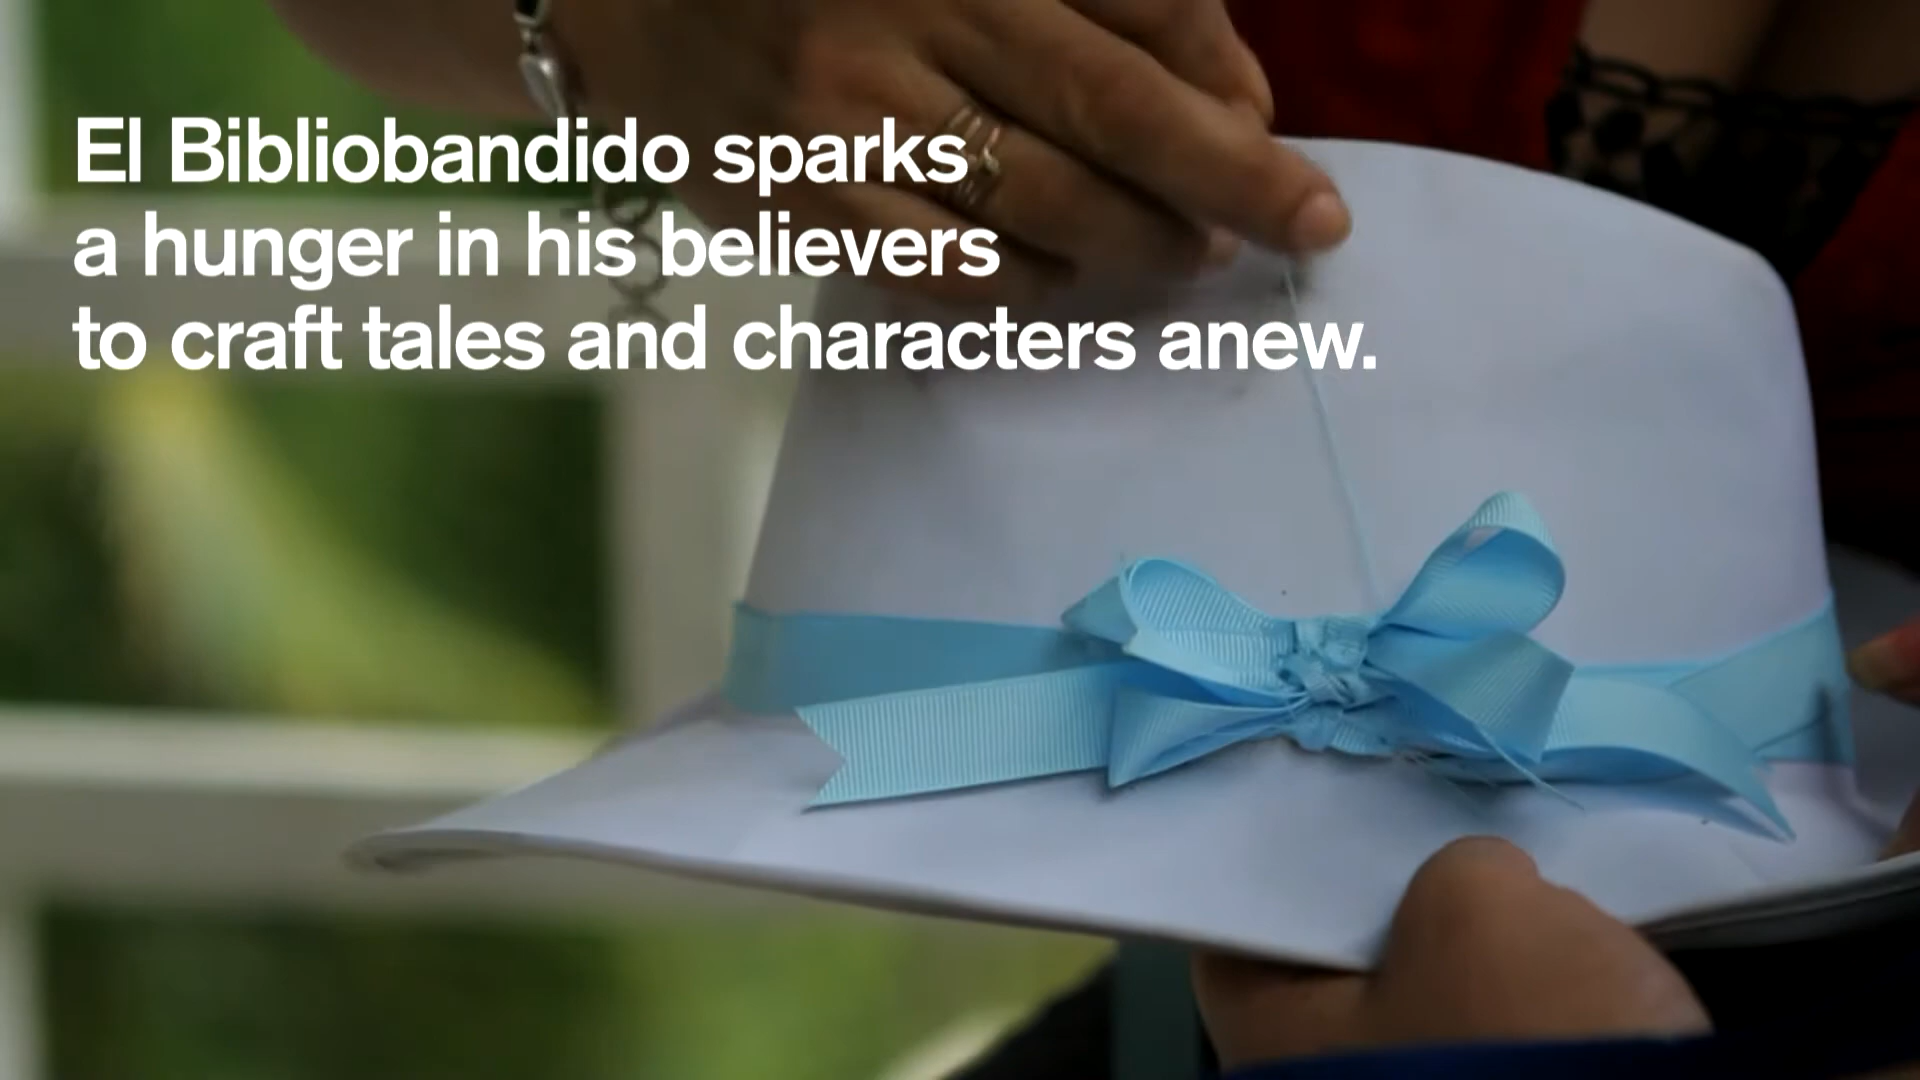 El Bibliobandido sparks
a hunger in his believers
to craft tales and characters anew.